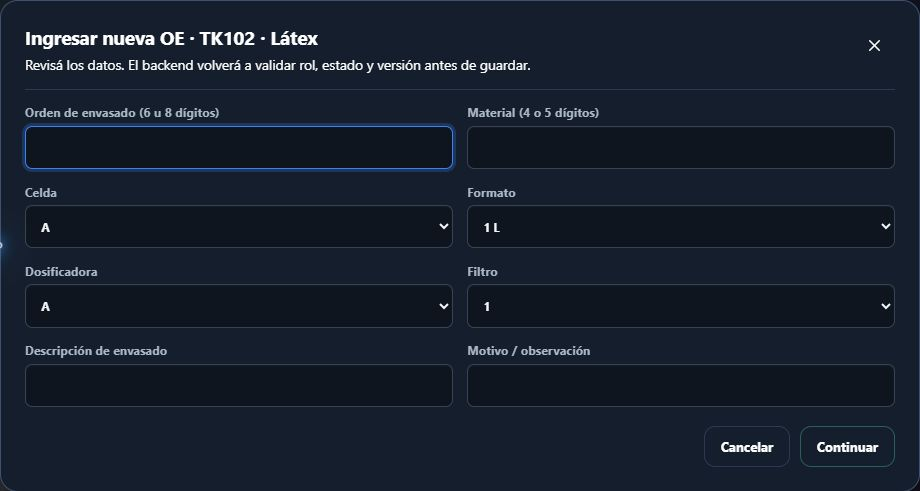 Ingresar nueva OE · TK102 · Látex
Revisá los datos. El backend volverá a validar rol, estado y versión antes de guardar.
Orden de envasado (6 u 8 dígitos)
Material (4 o 5 dígitos)
Celda
Formato
A
1 L
Dosificadora
Filtro
A
1
Descripción de envasado
Motivo / observación
Cancelar
Continuar